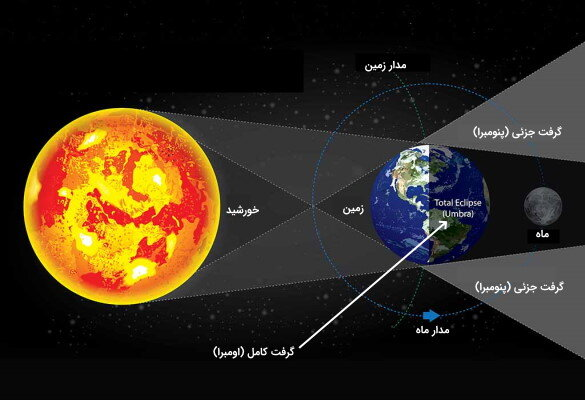 مدار زمین
گرفت جزئی (پنومبرا)
خورشید
زمین
Total Eclipse
(Umbra)
ماه
گرفت جزئی (پنومبرا)
مدار ماه
گرفت کامل (اومبرا)